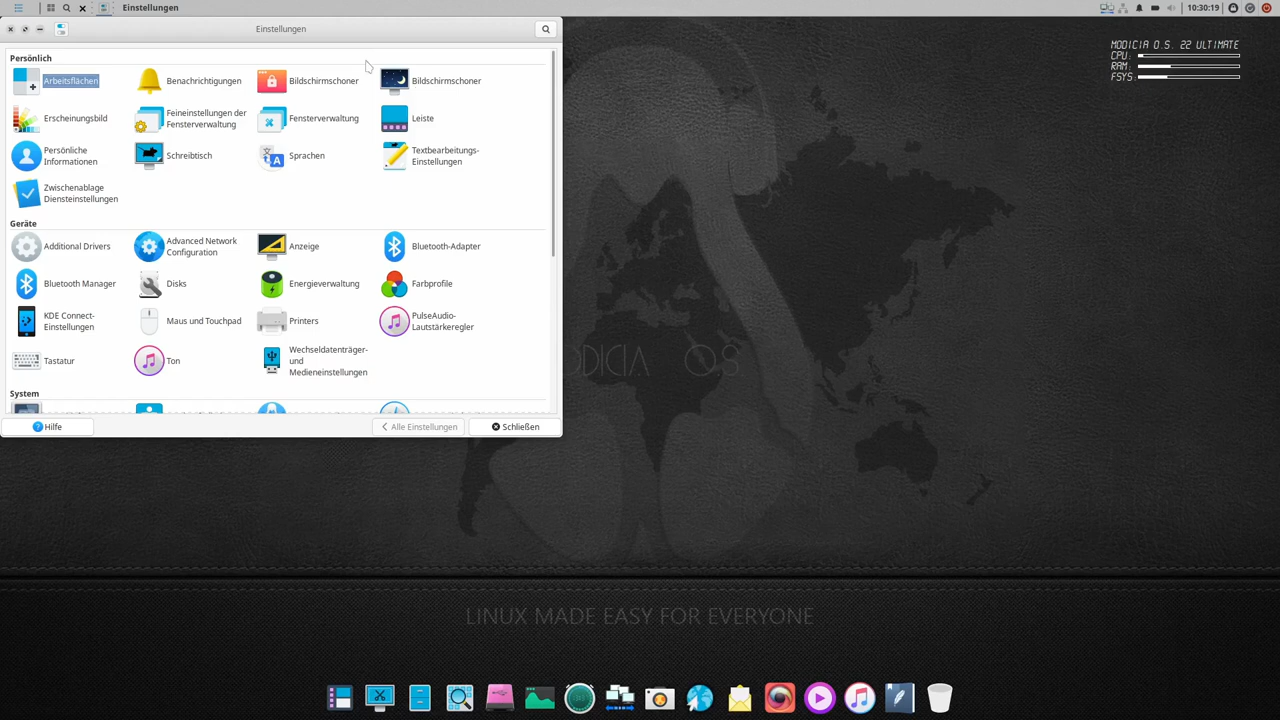 Einstellungen
10:30:19
Einstellungen
Persönlich
Arbeitsflächen
Benachrichtigungen
Bildschirmschoner
Bildschirmschoner
Erscheinungsbild
Feineinstellungen der
Fensterverwaltung
Fensterverwaltung
Leiste
Persönliche
Informationen
Schreibtisch
Sprachen
Textbearbeitungs-
Einstellungen
Zwischenablage
Diensteinstellungen
Geräte
Additional Drivers
Advanced Network
Configuration
Anzeige
Bluetooth-Adapter
Bluetooth Manager
Disks
Energieverwaltung
Farbprofile
KDE Connect-
Einstellungen
Maus und Touchpad
Printers
PulseAudio-
Lautstärkeregler
Tastatur
Ton
Wechseldatenträger-
und
Medieneinstellungen
System
Hilfe
Alle Einstellungen
Schließen
MODICIA O.S. 22 ULTIMATE
CPU:
RAM:
FSYS:
ODICIA OS
LINUX MADE EASY FOR EVERYONE